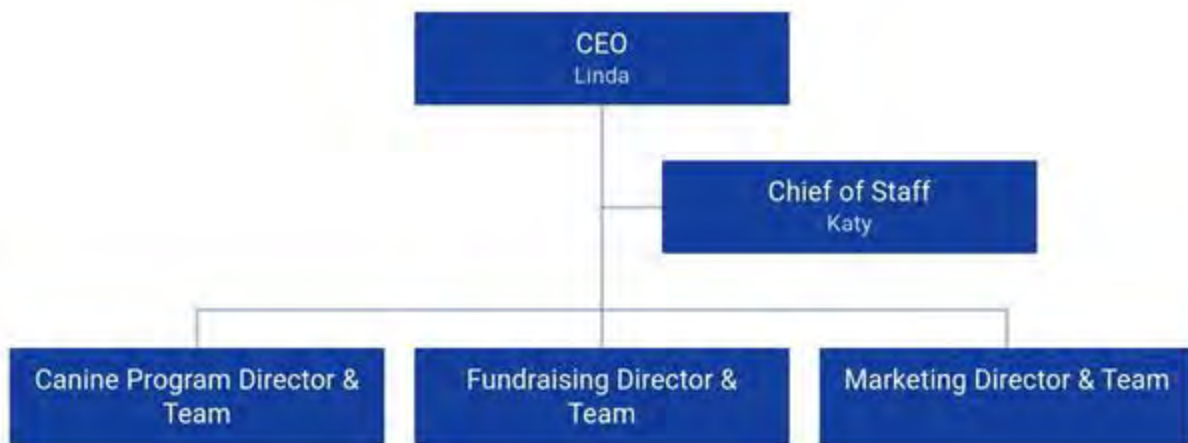 CEO
Linda
Chief of Staff
Katy
Canine Program Director &
Team
Fundraising Director &
Team
Marketing Director & Team